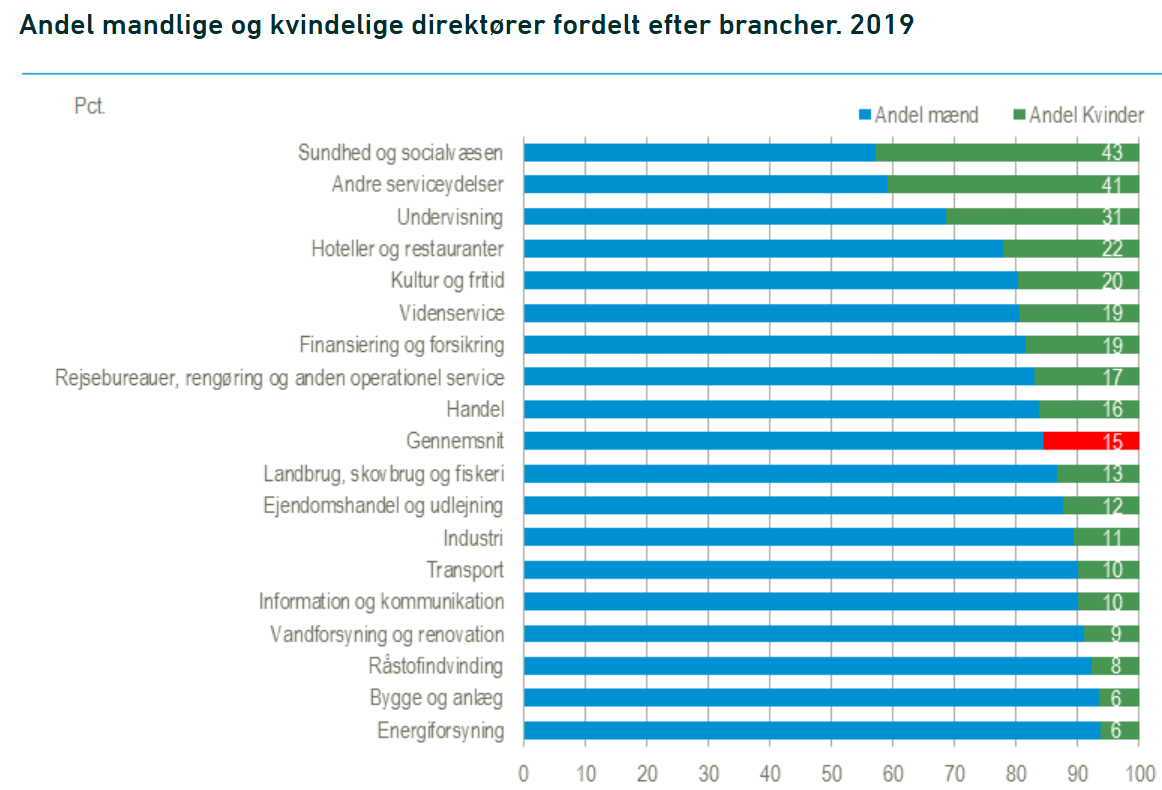 Andel mandlige og kvindelige direktører fordelt efter brancher. 2019
Pct.
Andel mænd Andel Kvinder
Sundhed og socialvæsen 43
Andre serviceydelser 41
Undervisning 31
Hoteller og restauranter 22
Kultur og fritid 20
Videnservice 19
Finansiering og forsikring 19
Rejsebureauer, rengøring og anden operationel service 17
Handel 16
Gennemsnit 15
Landbrug, skovbrug og fiskeri 13
Ejendomshandel og udlejning 12
Industri 11
Transport 10
Information og kommunikation 10
Vandforsyning og renovation 9
Råstofindvinding 8
Bygge og anlæg 6
Energiforsyning 6
0 10 20 30 40 50 60 70 80 90 100